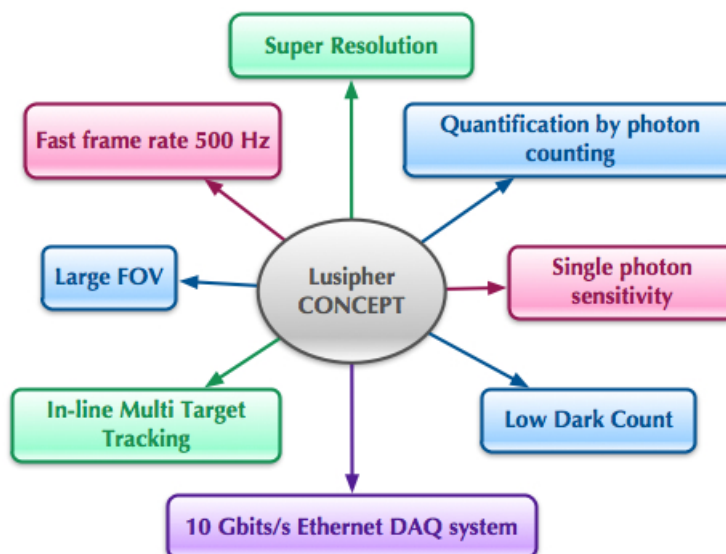 Super Resolution
Fast frame rate 500 Hz
Quantification by photon
counting
Large FOV
Lusipher
CONCEPT
Single photon
sensitivity
In-line Multi Target
Tracking
Low Dark Count
10 Gbits/s Ethernet DAQ system